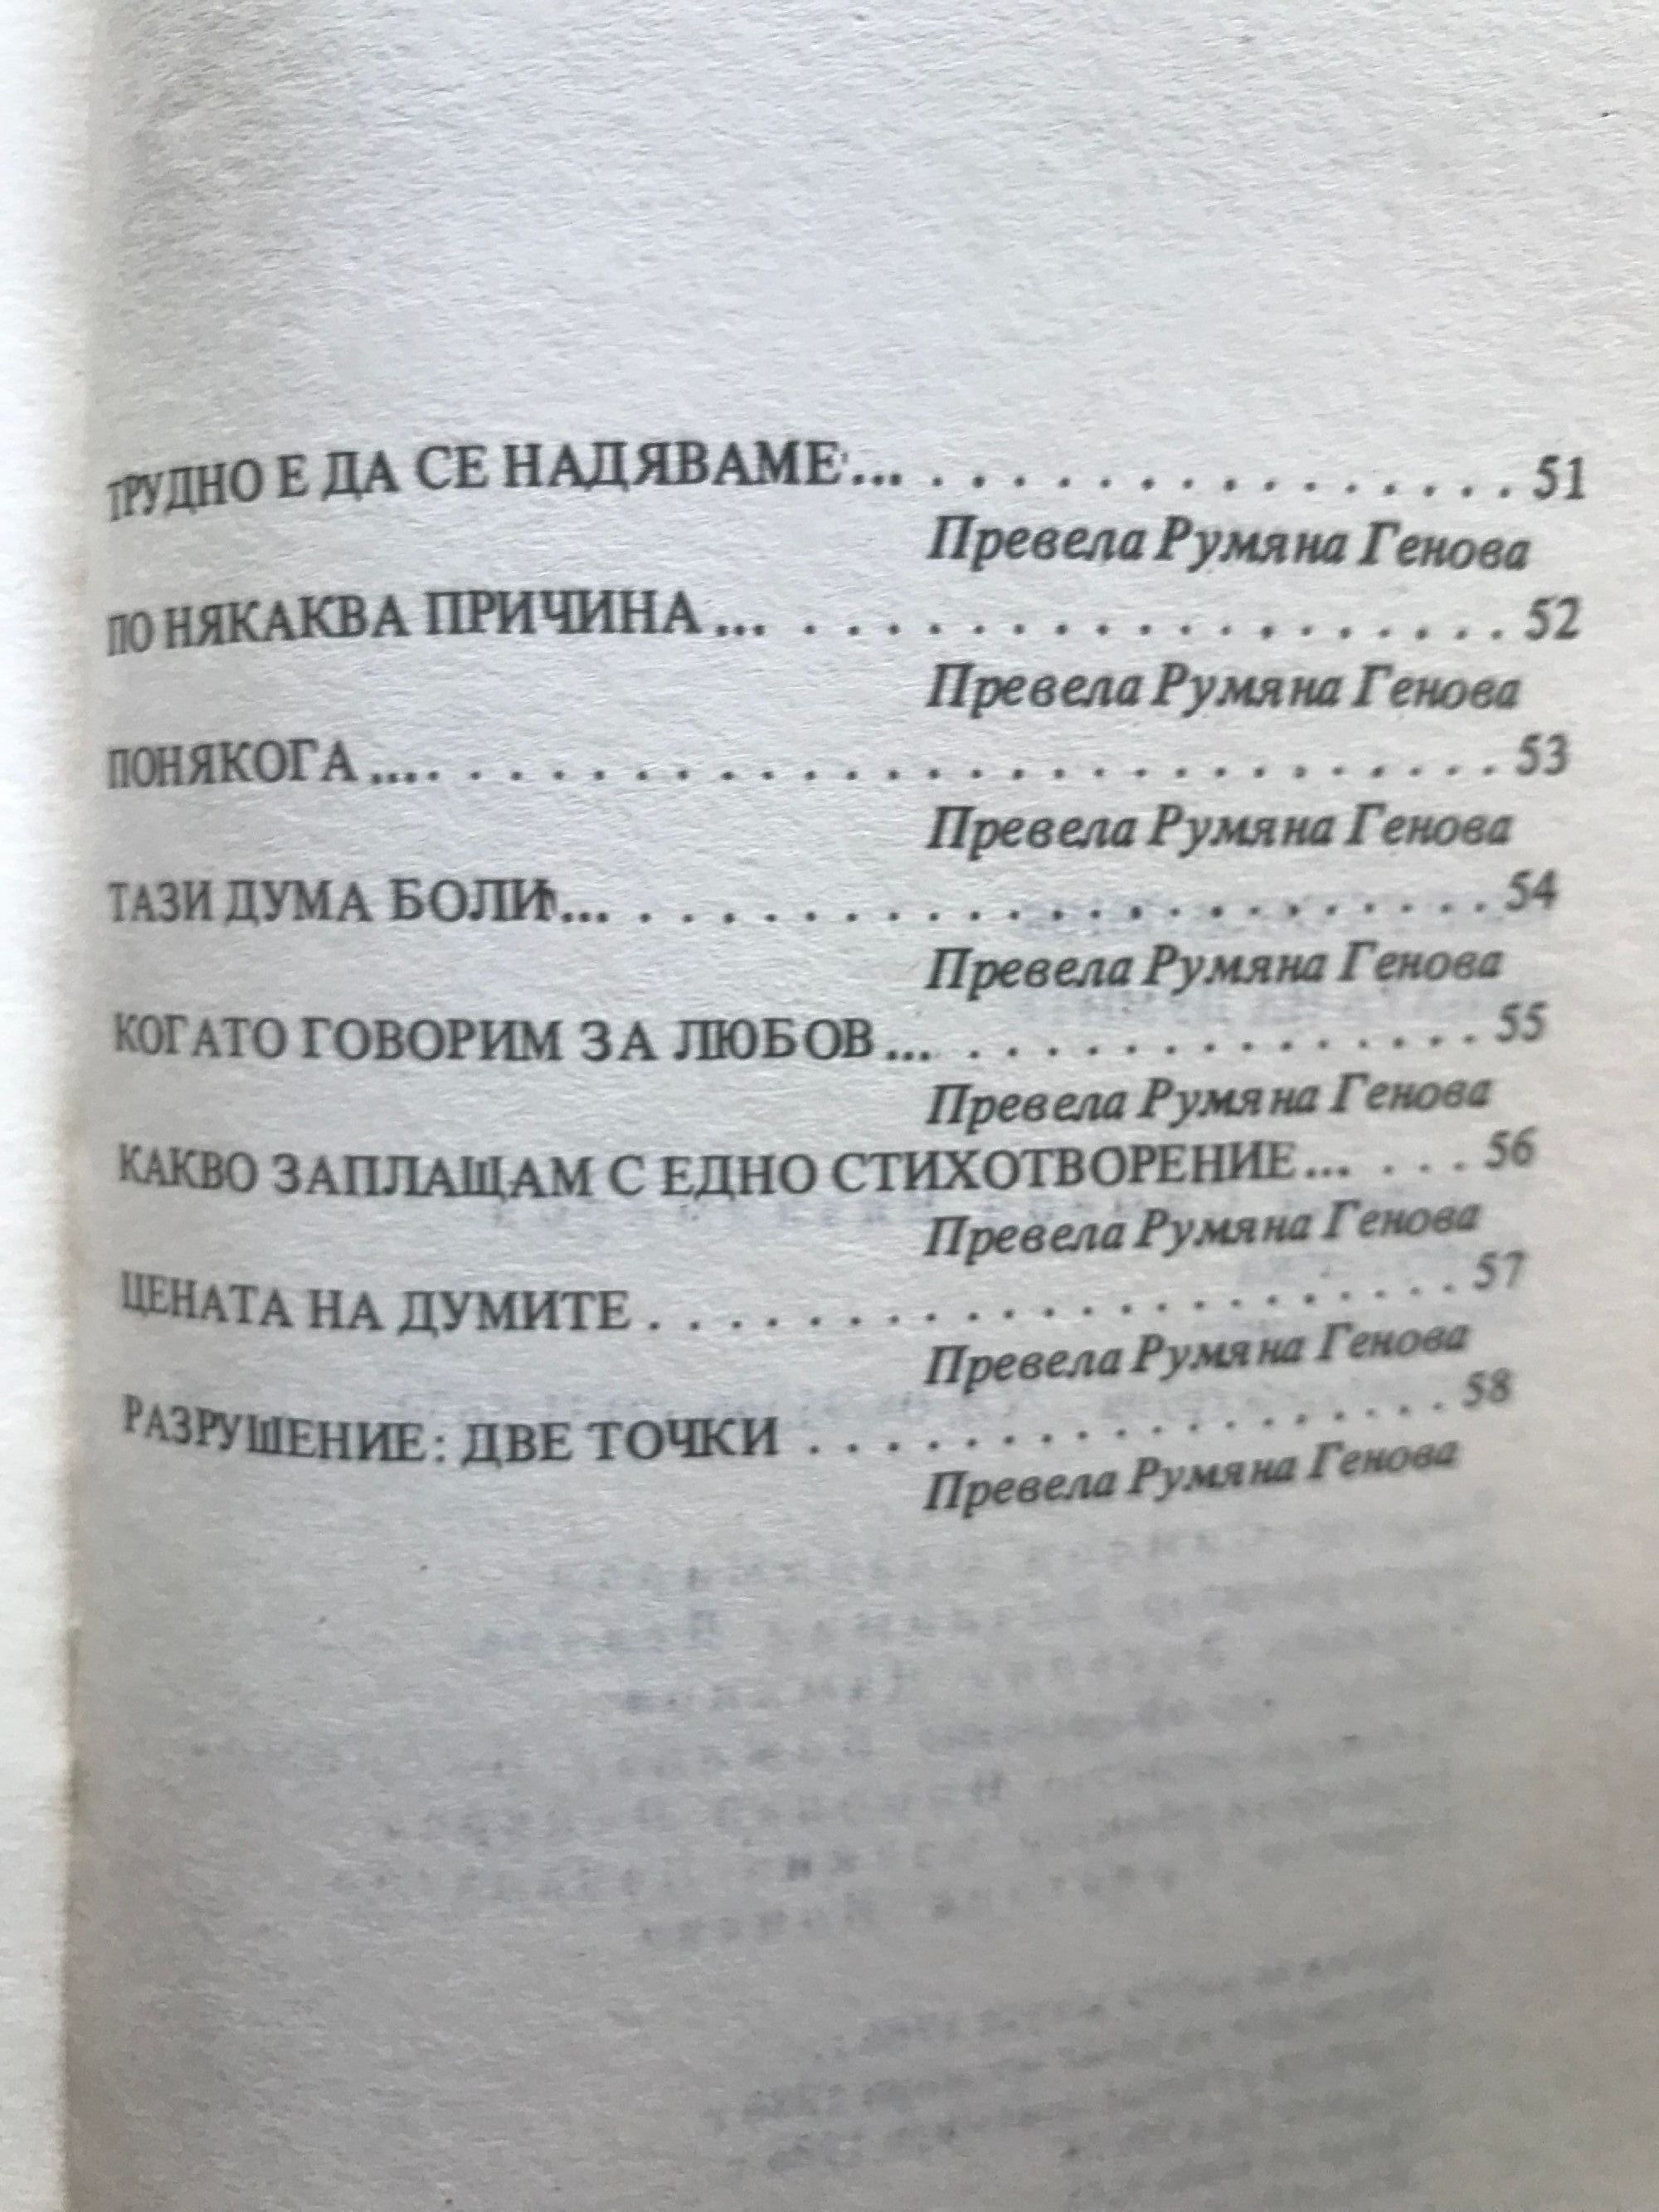 ТРУДНО Е ДА СЕ НАДЯВАМЕ... . . . . . . . . . . . . . . . 51
Превела Румяна Генова
ПО НЯКАКВА ПРИЧИНА ... . . . . . . . . . . . . . . . . . 52
Превела Румяна Генова
ПОНЯКОГА .... . . . . . . . . . . . . . . . . . . . . . . . . . . 53
Превела Румяна Генова
ТАЗИ ДУМА БОЛИ... . . . . . . . . . . . . . . . . . . . . . 54
Превела Румяна Генова
КОГАТО ГОВОРИМ ЗА ЛЮБОВ ... . . . . . . . . . . . . . 55
Превела Румяна Генова
КАКВО ЗАПЛАЩАМ С ЕДНО СТИХОТВОРЕНИЕ... . . . 56
Превела Румяна Генова
ЦЕНАТА НА ДУМИТЕ . . . . . . . . . . . . . . . . . . . . 57
Превела Румяна Генова
РАЗРУШЕНИЕ: ДВЕ ТОЧКИ . . . . . . . . . . . . . . . . 58
Превела Румяна Генова